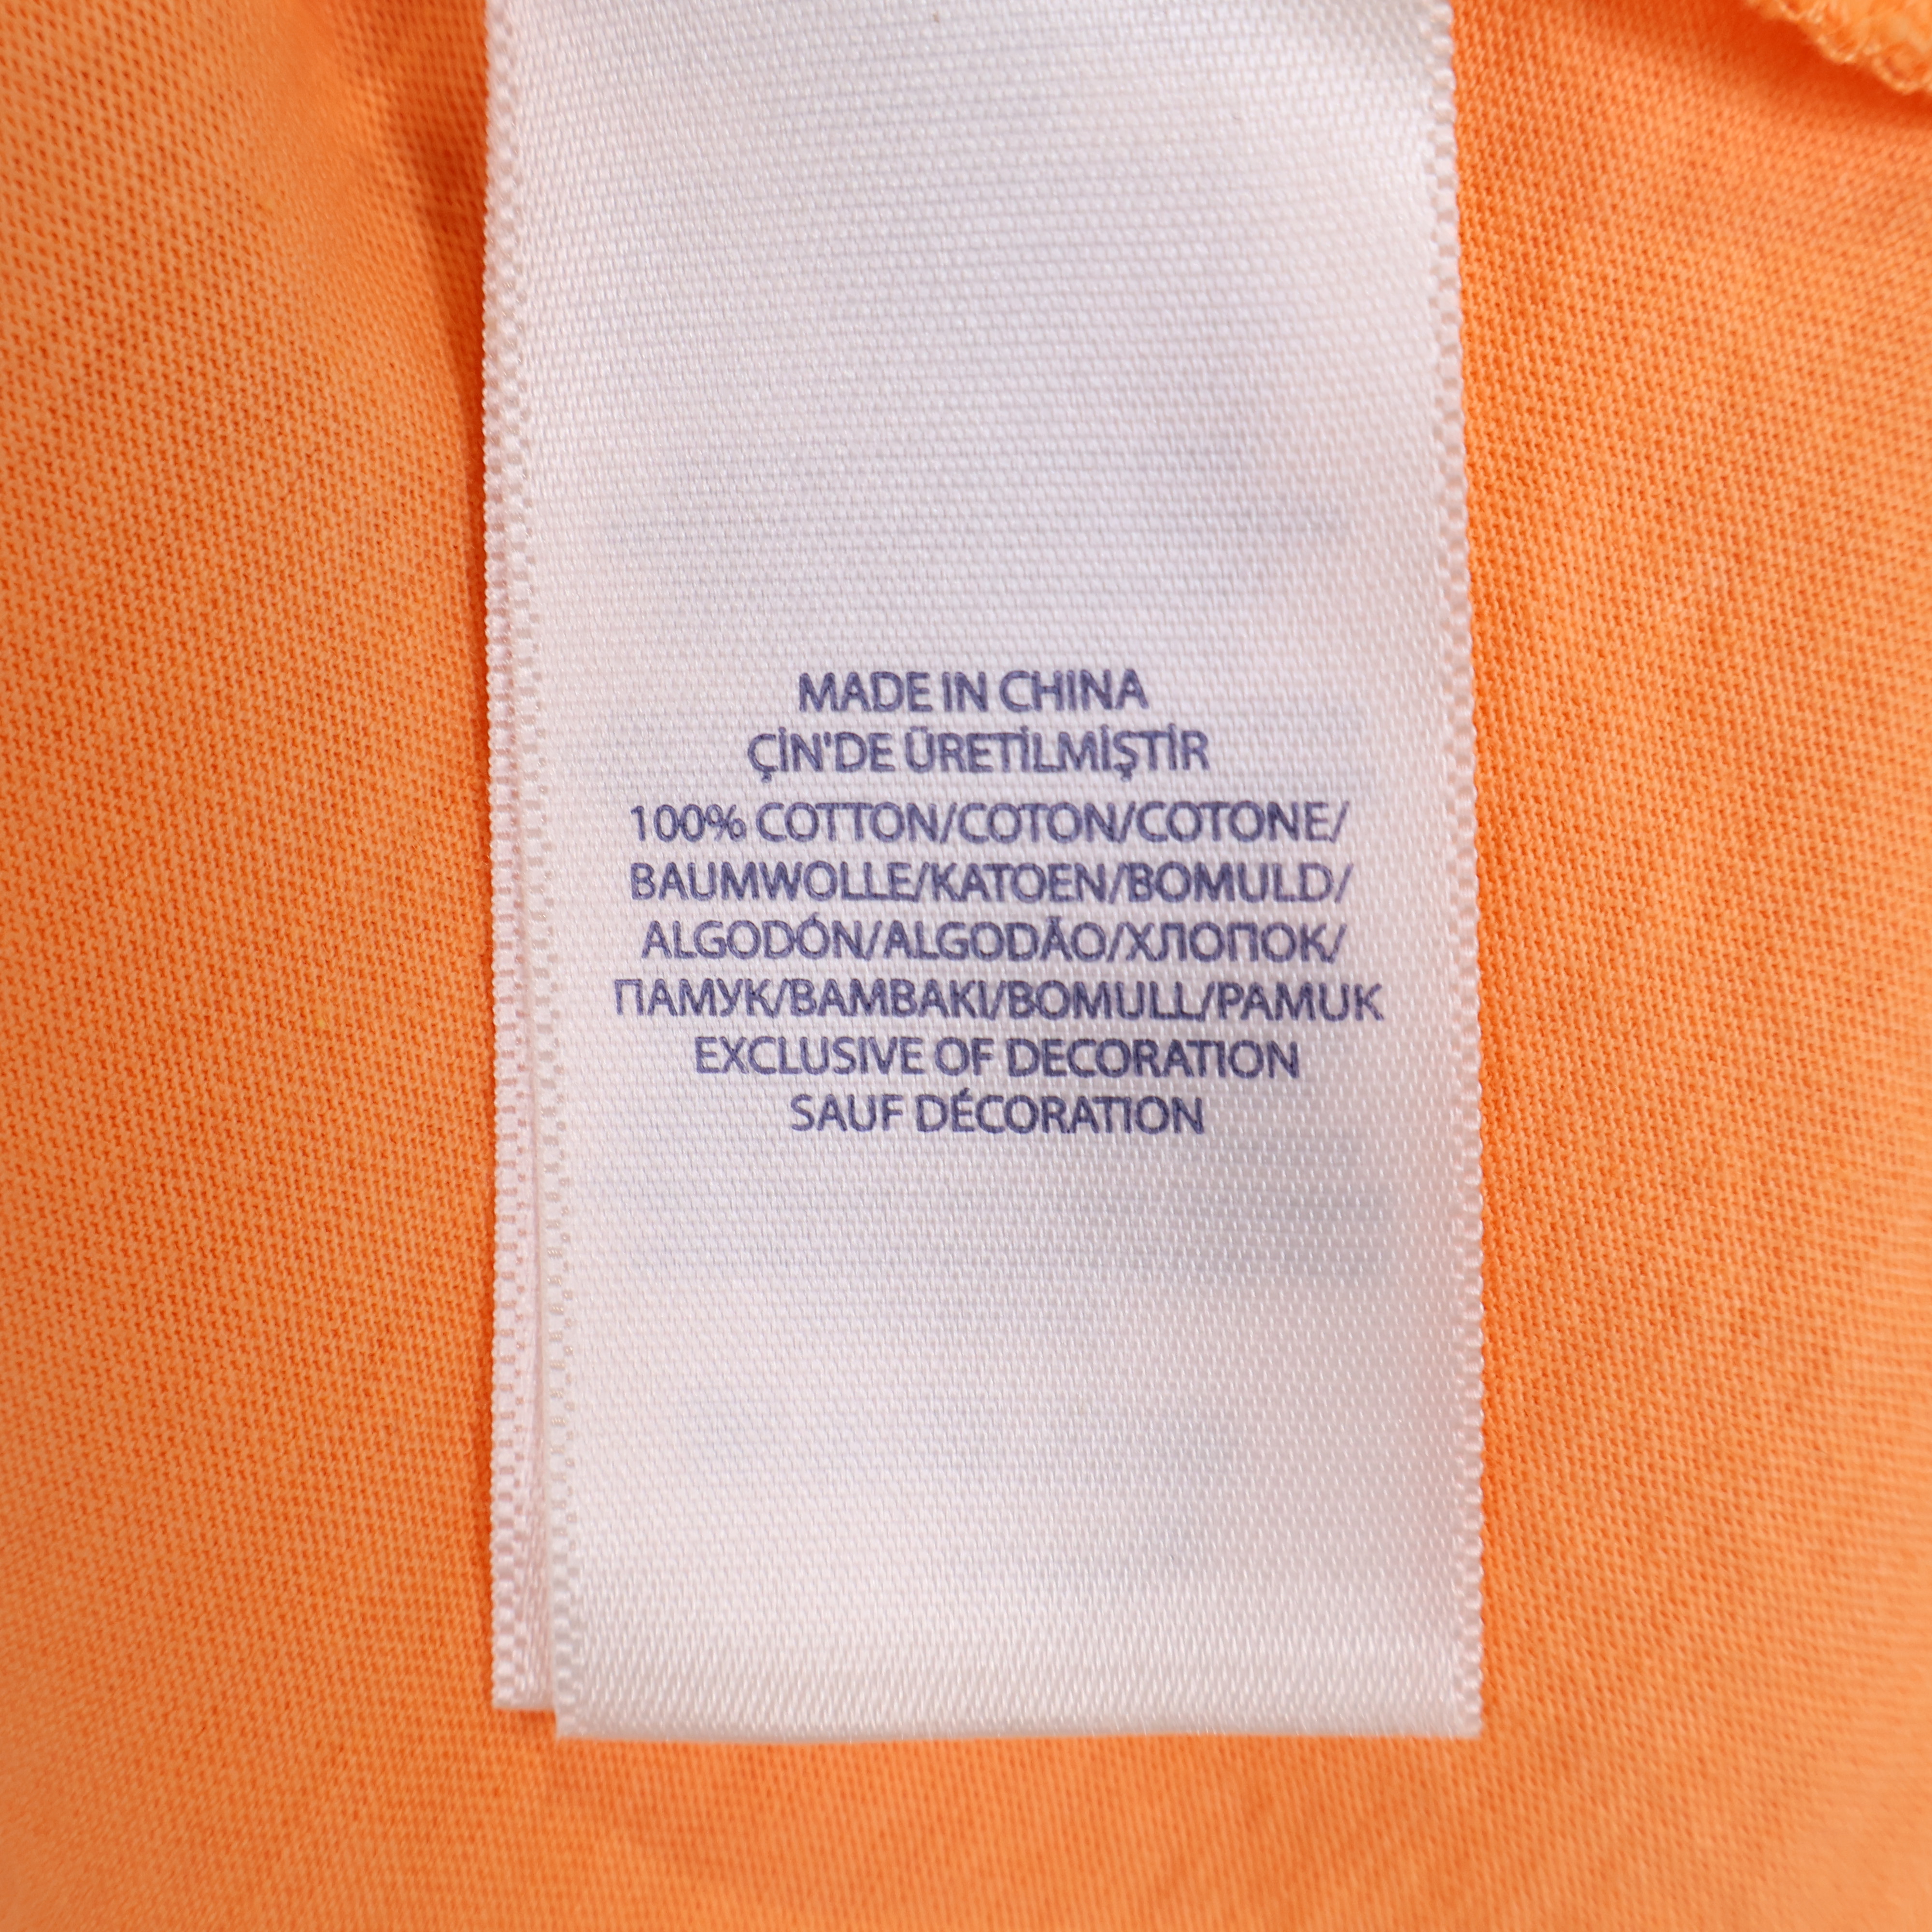 MADE IN CHINA
ÇİN'DE ÜRETİLMİŞTİR
100% COTTON/COTON/COTONE/
BAUMWOLLE/KATOEN/BOMULD/
ALGODÓN/ALGODÃO/ХЛОПОК/
ПАМУК/BAMBAKI/BOMULL/PAMUK
EXCLUSIVE OF DECORATION
SAUF DÉCORATION